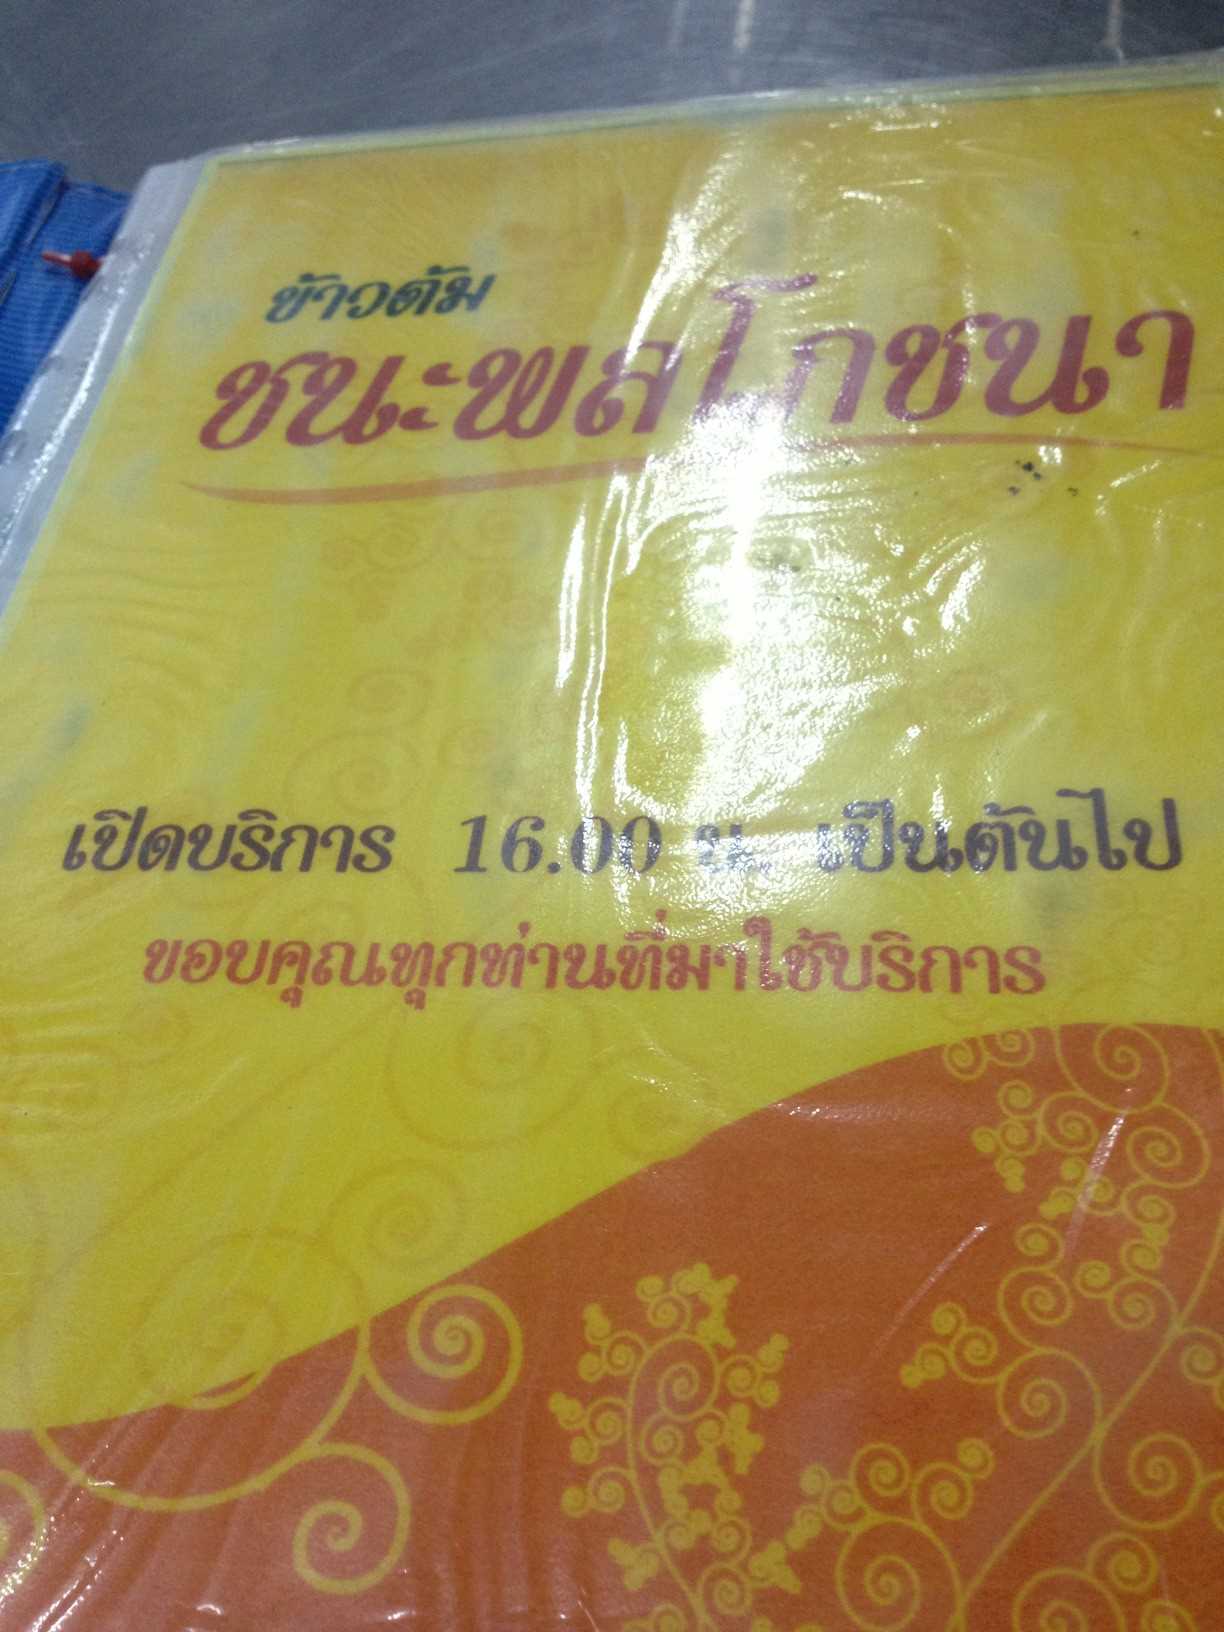 ข้าวต้ม
ชนะพลโภชนา
เปิดบริการ 16.00 น. เป็นต้นไป
ขอบคุณทุกท่านที่มาใช้บริการ